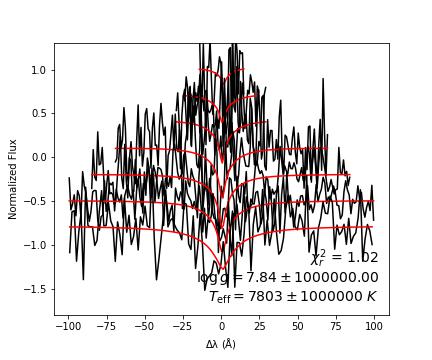 1.0
0.5
0.0
−0.5
−1.0
−1.5
Normalized Flux
χ²ᵣ = 1.02
log g = 7.84 ± 1000000.00
T_eff = 7803 ± 1000000 K
−100 −75 −50 −25 0 25 50 75 100
Δλ (Å)